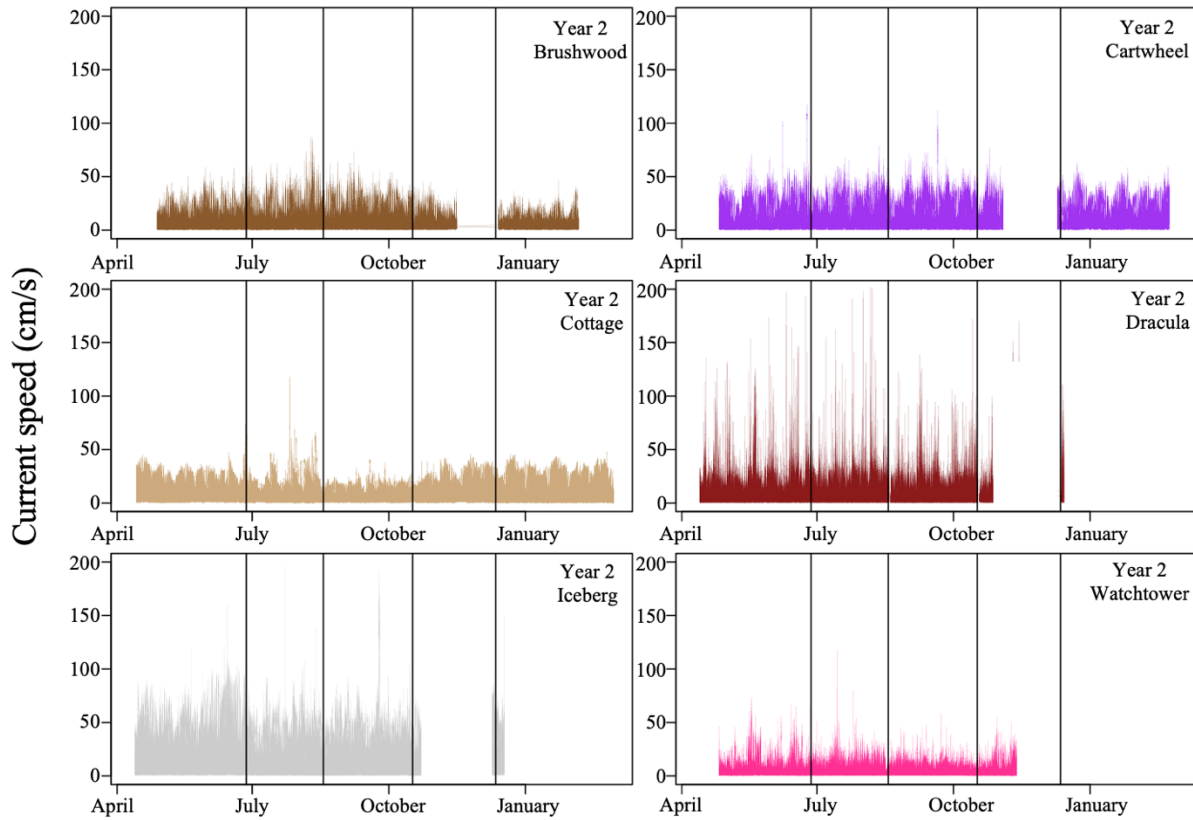 Current speed (cm/s)
200
150
100
50
0
Year 2
Brushwood
April
July
October
January
200
150
100
50
0
Year 2
Cartwheel
April
July
October
January
200
150
100
50
0
Year 2
Cottage
April
July
October
January
200
150
100
50
0
Year 2
Dracula
April
July
October
January
200
150
100
50
0
Year 2
Iceberg
April
July
October
January
200
150
100
50
0
Year 2
Watchtower
April
July
October
January